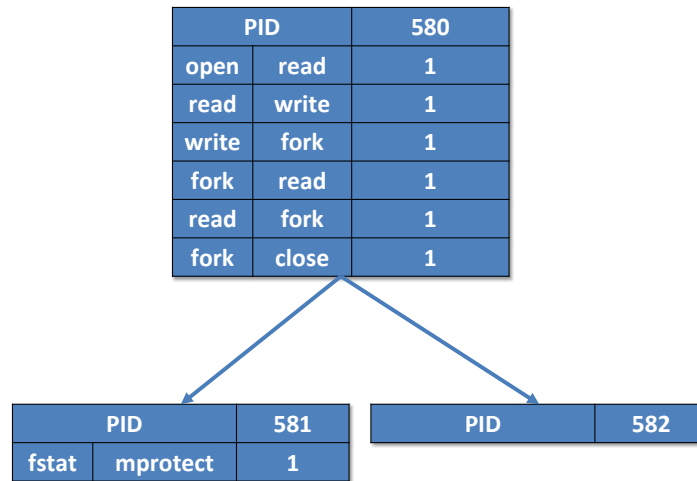 PID 580
open read 1
read write 1
write fork 1
fork read 1
read fork 1
fork close 1
PID 581
fstat mprotect 1
PID 582